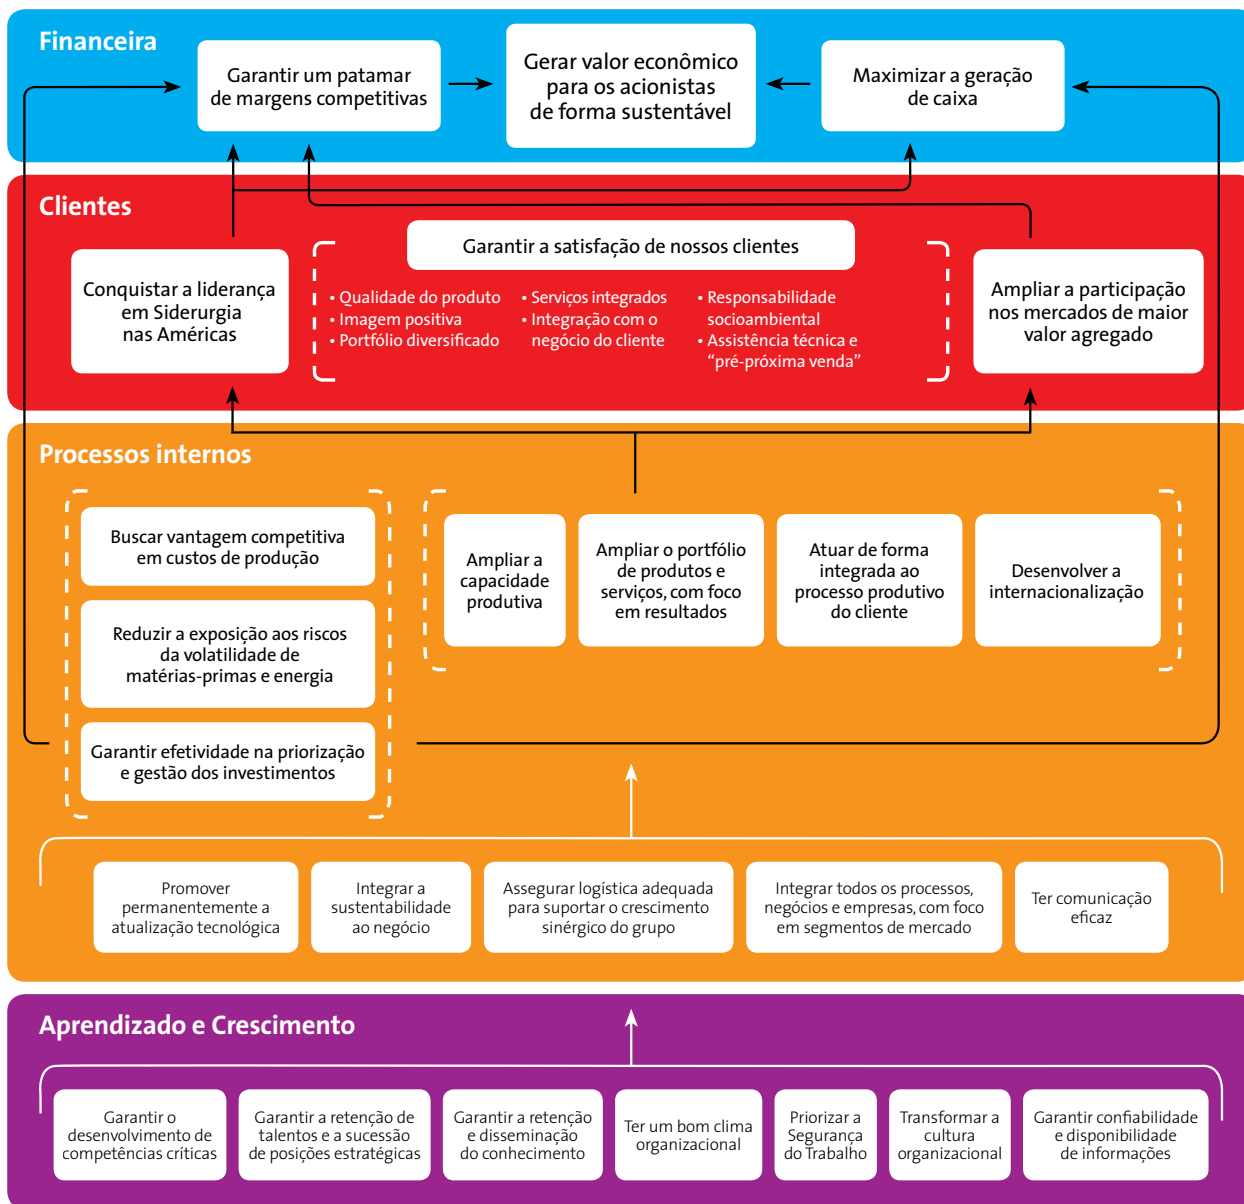 Financeira
Garantir um patamar
de margens competitivas
Gerar valor econômico
para os acionistas
de forma sustentável
Maximizar a geração
de caixa
Clientes
Conquistar a liderança
em Siderurgia
nas Américas
Garantir a satisfação de nossos clientes
• Qualidade do produto
• Imagem positiva
• Portfólio diversificado
• Serviços integrados
• Integração com o
negócio do cliente
• Responsabilidade
socioambiental
• Assistência técnica e
“pré-próxima venda”
Ampliar a participação
nos mercados de maior
valor agregado
Processos internos
Buscar vantagem competitiva
em custos de produção
Reduzir a exposição aos riscos
da volatilidade de
matérias-primas e energia
Garantir efetividade na priorização
e gestão dos investimentos
Ampliar a
capacidade
produtiva
Ampliar o portfólio
de produtos e
serviços, com foco
em resultados
Atuar de forma
integrada ao
processo produtivo
do cliente
Desenvolver a
internacionalização
Promover
permanentemente a
atualização tecnológica
Integrar a
sustentabilidade
ao negócio
Assegurar logística adequada
para suportar o crescimento
sinérgico do grupo
Integrar todos os processos,
negócios e empresas, com foco
em segmentos de mercado
Ter comunicação
eficaz
Aprendizado e Crescimento
Garantir o
desenvolvimento de
competências críticas
Garantir a retenção de
talentos e a sucessão
de posições estratégicas
Garantir a retenção
e disseminação
do conhecimento
Ter um bom clima
organizacional
Priorizar a
Segurança
do Trabalho
Transformar a
cultura
organizacional
Garantir confiabilidade
e disponibilidade
de informações